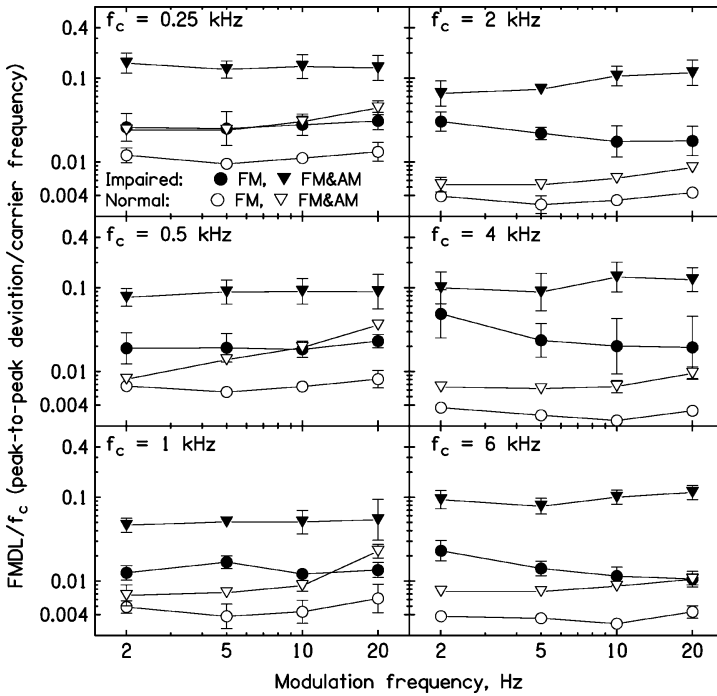 f_c = 0.25 kHz
f_c = 2 kHz
0.4
0.1
0.01
0.004
Impaired: ● FM, ▼ FM&AM
Normal: ○ FM, ▽ FM&AM
f_c = 0.5 kHz
f_c = 4 kHz
0.4
0.1
0.01
0.004
f_c = 1 kHz
f_c = 6 kHz
0.4
0.1
0.01
0.004
2 5 10 20 2 5 10 20
Modulation frequency, Hz
FMDL/f_c (peak-to-peak deviation/carrier frequency)